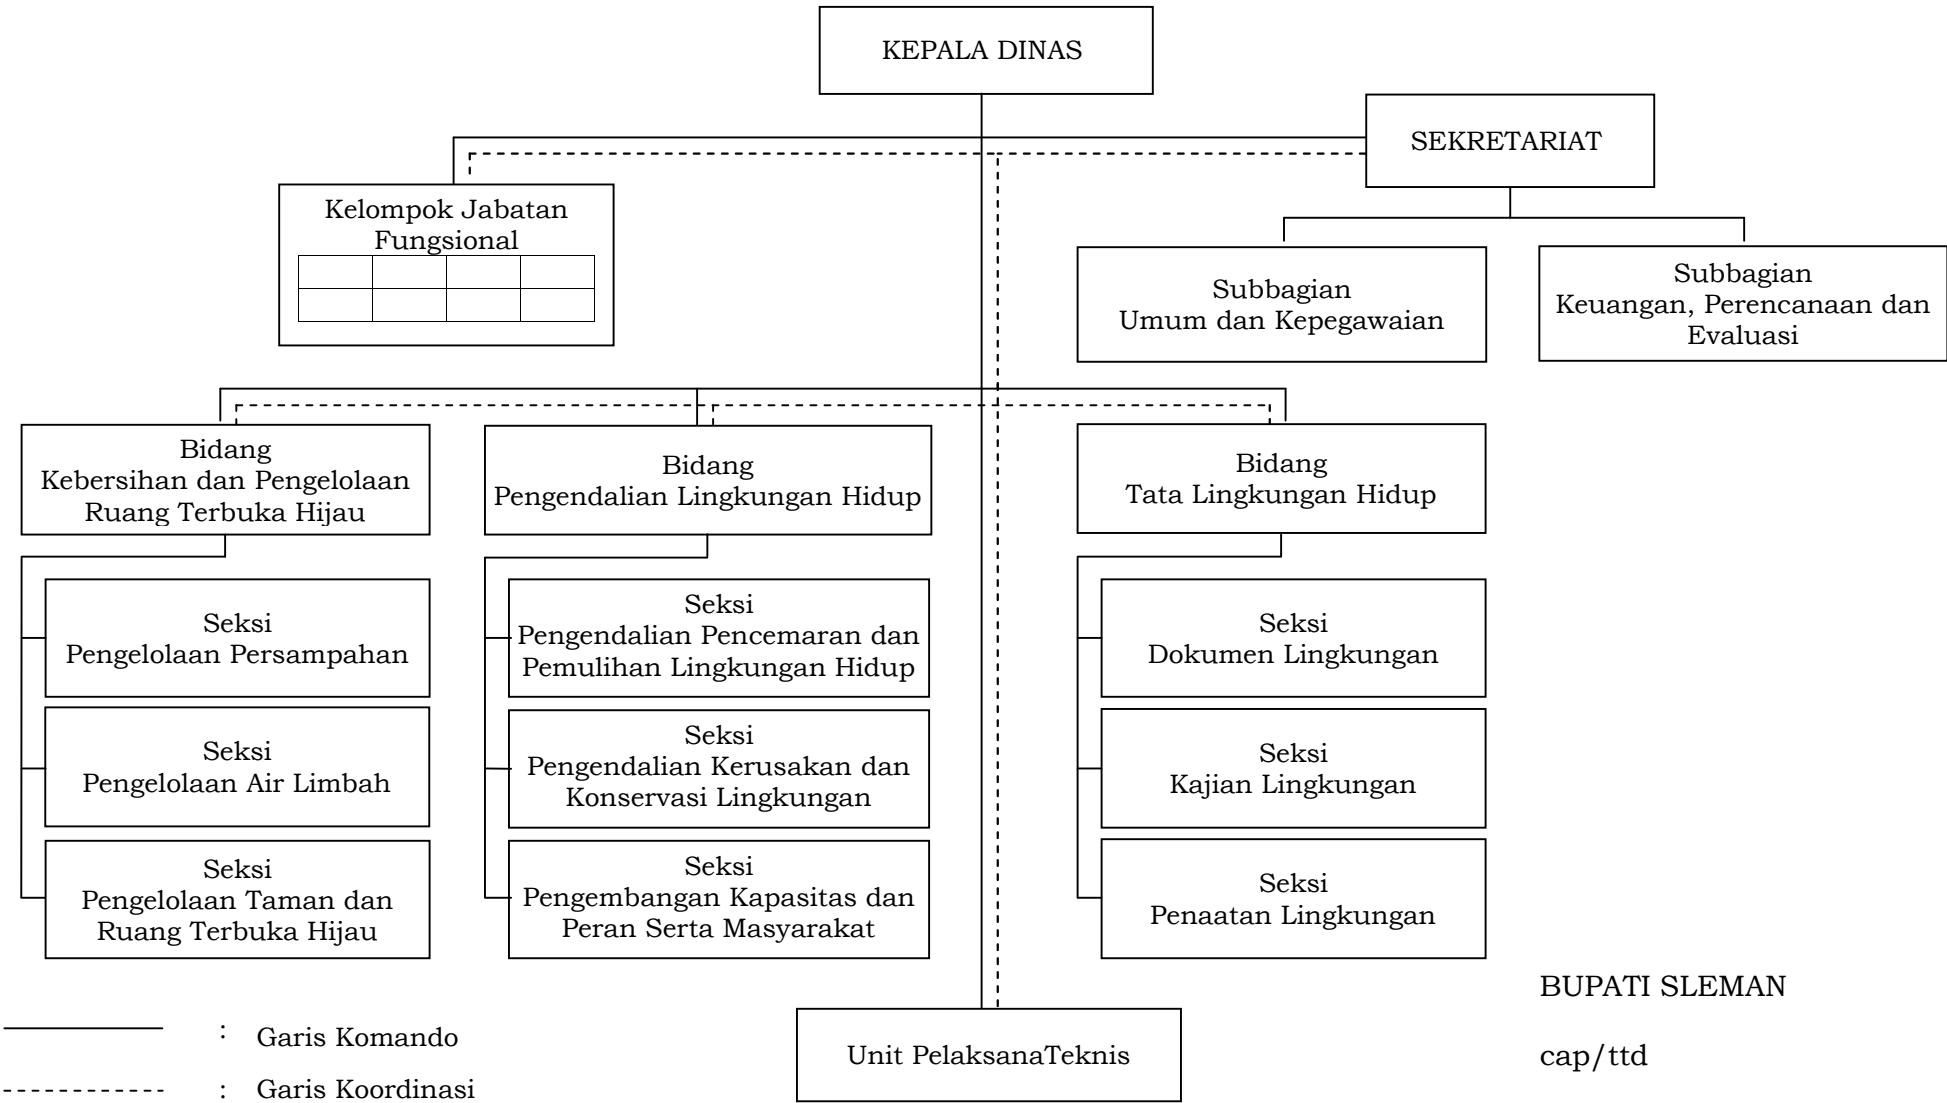 KEPALA DINAS
SEKRETARIAT
Kelompok Jabatan
Fungsional
Subbagian
Umum dan Kepegawaian
Subbagian
Keuangan, Perencanaan dan
Evaluasi
Bidang
Kebersihan dan Pengelolaan
Ruang Terbuka Hijau
Bidang
Pengendalian Lingkungan Hidup
Bidang
Tata Lingkungan Hidup
Seksi
Pengelolaan Persampahan
Seksi
Pengendalian Pencemaran dan
Pemulihan Lingkungan Hidup
Seksi
Dokumen Lingkungan
Seksi
Pengelolaan Air Limbah
Seksi
Pengendalian Kerusakan dan
Konservasi Lingkungan
Seksi
Kajian Lingkungan
Seksi
Pengelolaan Taman dan
Ruang Terbuka Hijau
Seksi
Pengembangan Kapasitas dan
Peran Serta Masyarakat
Seksi
Penaatan Lingkungan
BUPATI SLEMAN
: Garis Komando
Unit PelaksanaTeknis
cap/ttd
: Garis Koordinasi